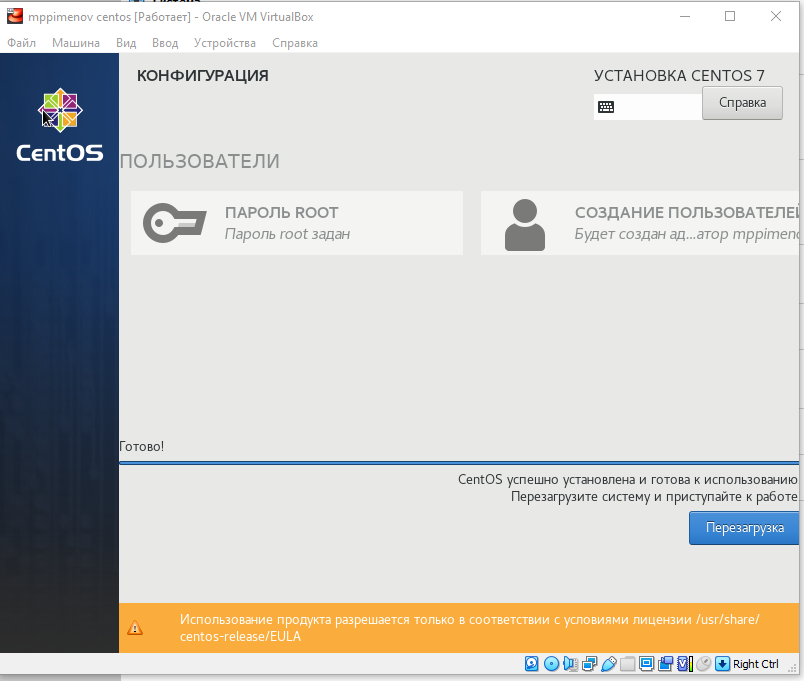 mppimenov centos [Работает] - Oracle VM VirtualBox
Файл Машина Вид Ввод Устройства Справка
КОНФИГУРАЦИЯ
УСТАНОВКА CENTOS 7
Справка
CentOS
ПОЛЬЗОВАТЕЛИ
ПАРОЛЬ ROOT
Пароль root задан
СОЗДАНИЕ ПОЛЬЗОВАТЕЛЕЙ
Будет создан ад...атор mppimeno
Готово!
CentOS успешно установлена и готова к использованию
Перезагрузите систему и приступайте к работе
Перезагрузка
Использование продукта разрешается только в соответствии с условиями лицензии /usr/share/
centos-release/EULA
Right Ctrl